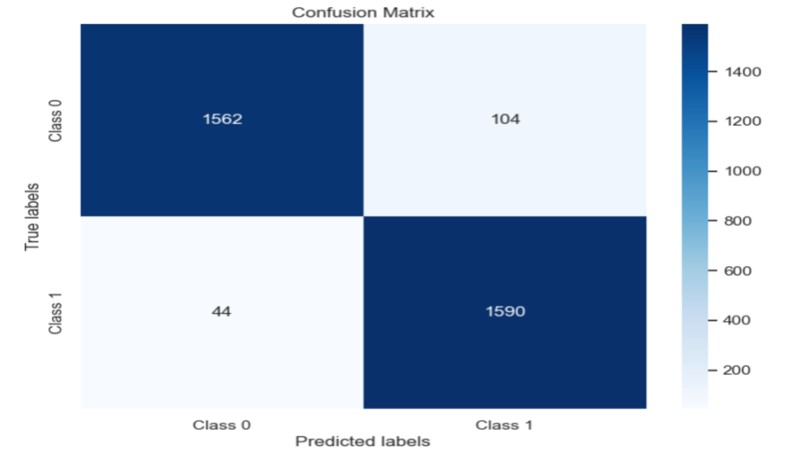 Confusion Matrix
Class 0
1562
104
True labels
Class 1
44
1590
Class 0
Class 1
Predicted labels
1400
1200
1000
800
600
400
200